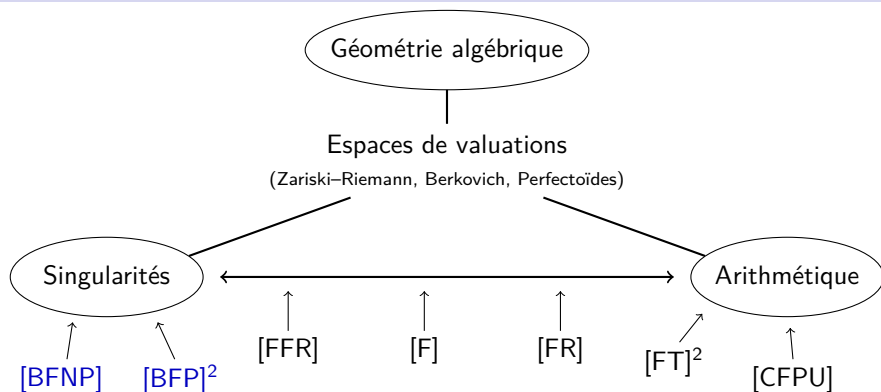 Géométrie algébrique
Espaces de valuations
(Zariski–Riemann, Berkovich, Perfectoïdes)
Singularités
Arithmétique
[FFR]
[F]
[FR]
[FT]²
[BFNP]
[BFP]²
[CFPU]